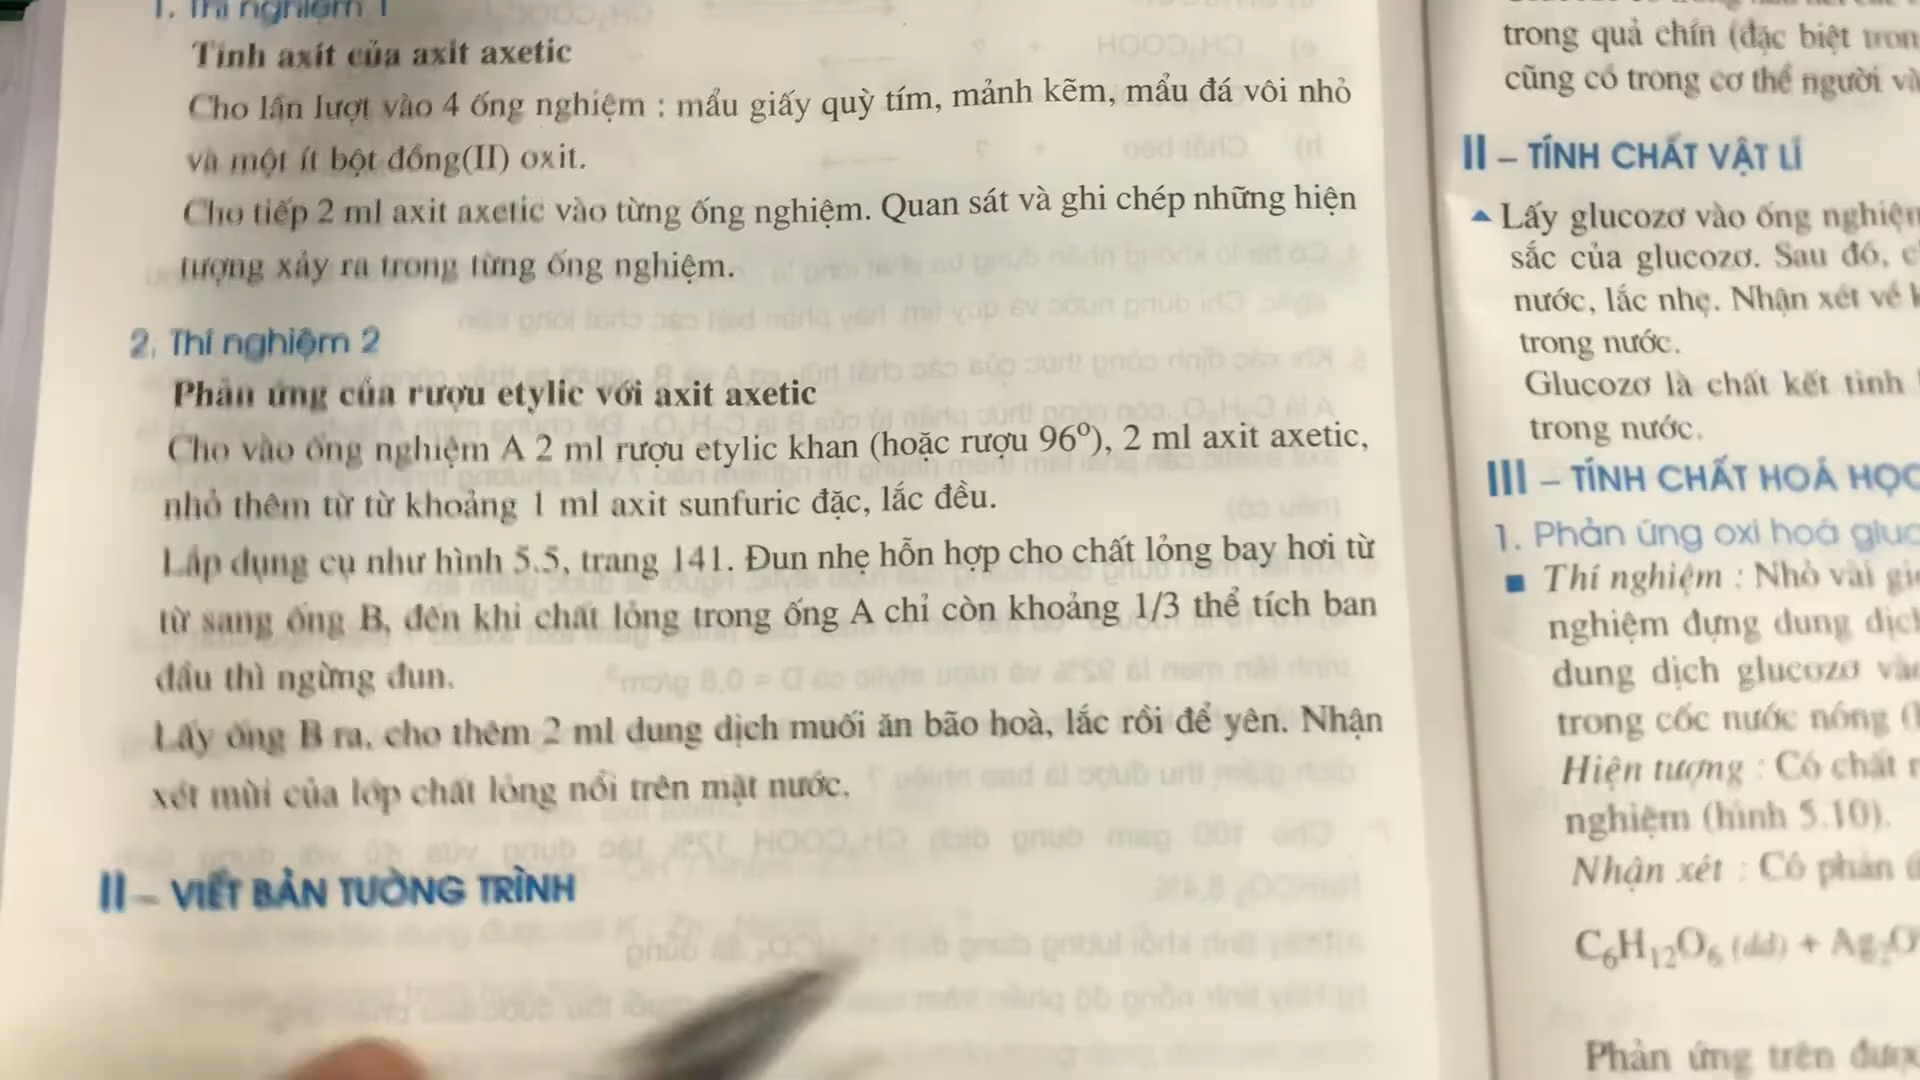 1. Thí nghiệm 1
Tính axit của axit axetic
Cho lần lượt vào 4 ống nghiệm : mẩu giấy quỳ tím, mảnh kẽm, mẩu đá vôi nhỏ
và một ít bột đồng(II) oxit.
Cho tiếp 2 ml axit axetic vào từng ống nghiệm. Quan sát và ghi chép những hiện
tượng xảy ra trong từng ống nghiệm.
2. Thí nghiệm 2
Phản ứng của rượu etylic với axit axetic
Cho vào ống nghiệm A 2 ml rượu etylic khan (hoặc rượu 96°), 2 ml axit axetic,
nhỏ thêm từ từ khoảng 1 ml axit sunfuric đặc, lắc đều.
Lắp dụng cụ như hình 5.5, trang 141. Đun nhẹ hỗn hợp cho chất lỏng bay hơi từ
từ sang ống B, đến khi chất lỏng trong ống A chỉ còn khoảng 1/3 thể tích ban
đầu thì ngừng đun.
Lấy ống B ra, cho thêm 2 ml dung dịch muối ăn bão hoà, lắc rồi để yên. Nhận
xét mùi của lớp chất lỏng nổi trên mặt nước.
II – VIẾT BẢN TƯỜNG TRÌNH
trong quả chín (đặc biệt
cũng có trong cơ thể người và
II – TÍNH CHẤT VẬT LÍ
Lấy glucozơ vào ống nghiệm
sắc của glucozơ. Sau đó,
nước, lắc nhẹ. Nhận xét về
trong nước.
Glucozơ là chất kết tinh
trong nước.
III – TÍNH CHẤT HOÁ HỌC
1. Phản ứng oxi hoá
Thí nghiệm : Nhỏ vài
nghiệm đựng dung dịch
dung dịch glucozơ
trong cốc nước nóng
Hiện tượng : Có chất
nghiệm (hình 5.10).
Nhận xét : Có phản
C₆H₁₂O₆ (dd) + Ag₂O
Phản ứng trên được